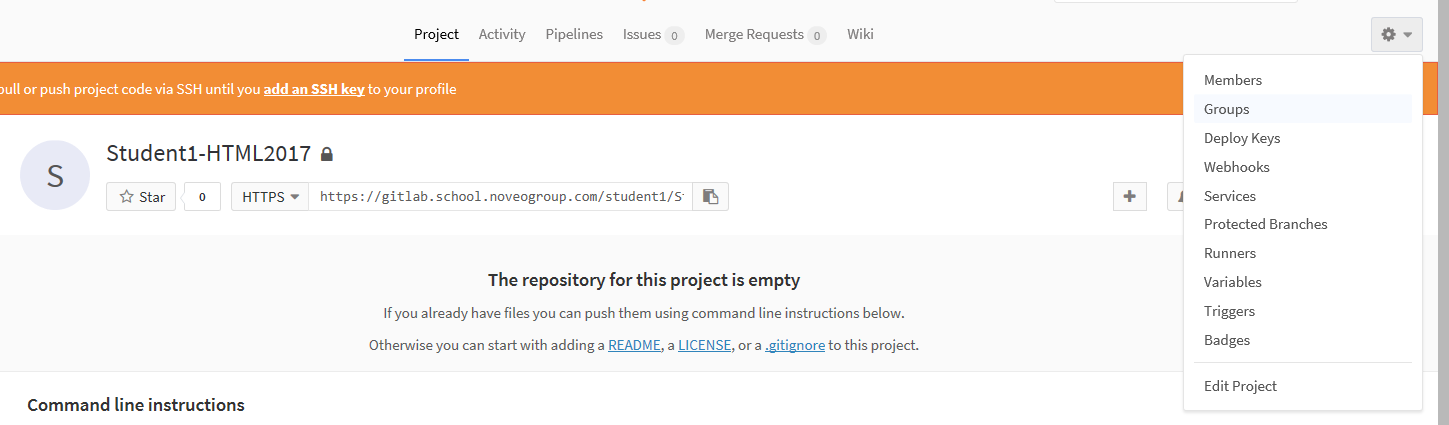 Project Activity Pipelines Issues 0 Merge Requests 0 Wiki
pull or push project code via SSH until you add an SSH key to your profile
Members
Groups
Deploy Keys
Webhooks
Services
Protected Branches
Runners
Variables
Triggers
Badges
Edit Project
S
Student1-HTML2017
Star 0 HTTPS https://gitlab.school.noveogroup.com/student1/S
The repository for this project is empty
If you already have files you can push them using command line instructions below.
Otherwise you can start with adding a README, a LICENSE, or a .gitignore to this project.
Command line instructions